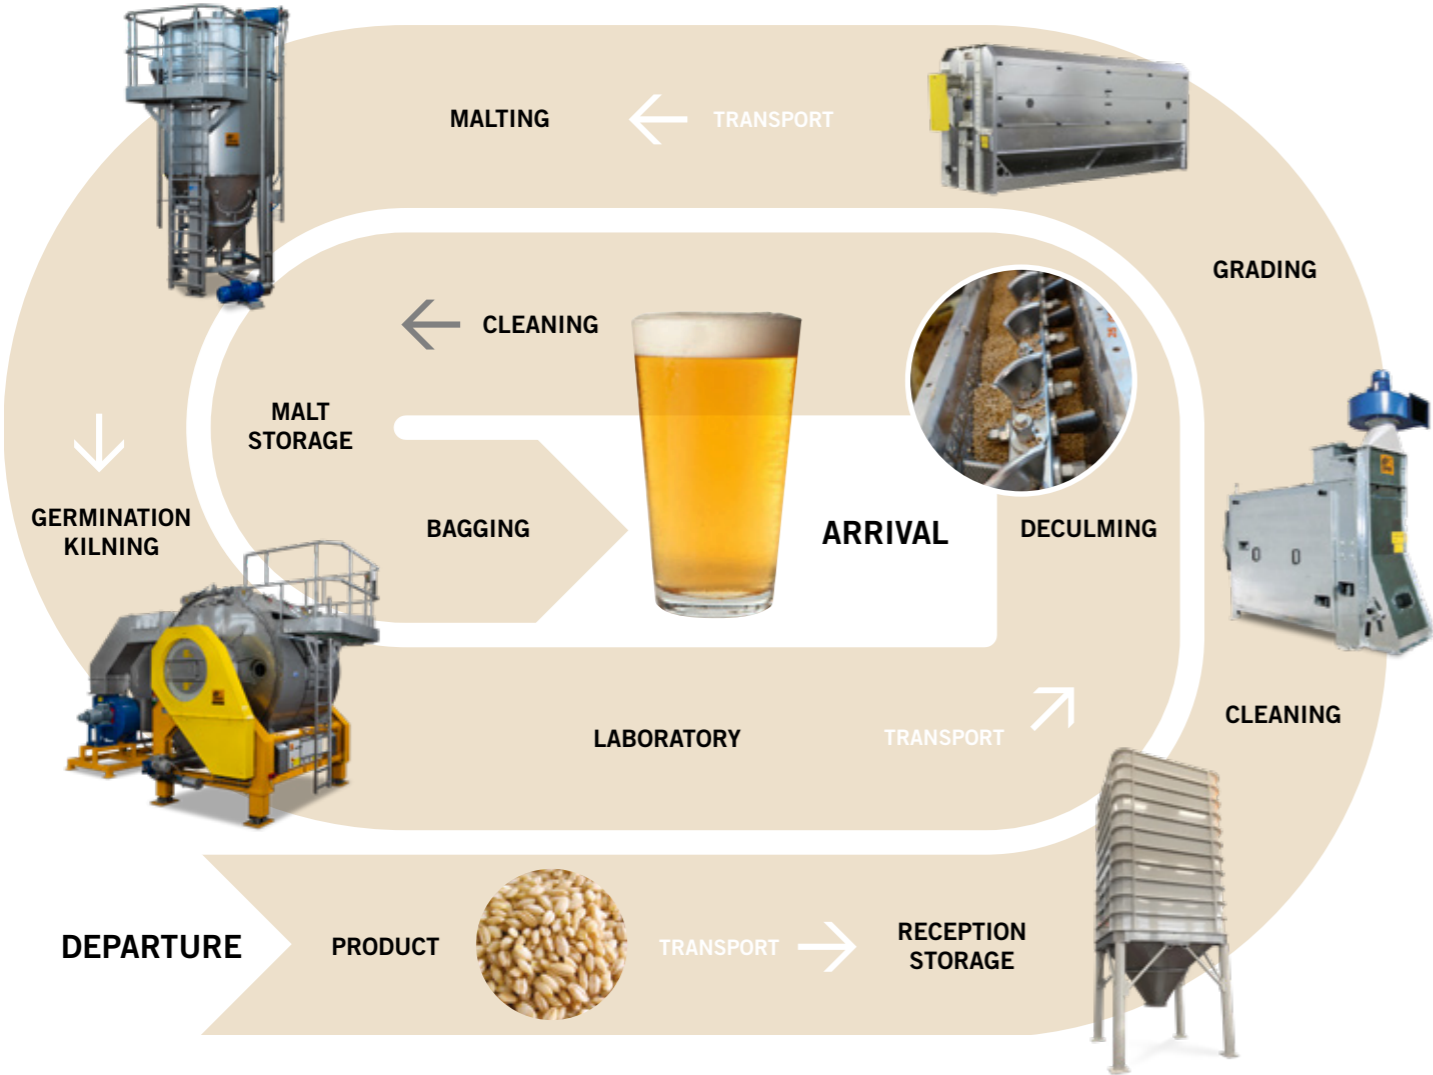 DEPARTURE
PRODUCT
TRANSPORT
RECEPTION
STORAGE
CLEANING
GRADING
TRANSPORT
MALTING
GERMINATION
KILNING
LABORATORY
TRANSPORT
DECULMING
CLEANING
MALT
STORAGE
BAGGING
ARRIVAL